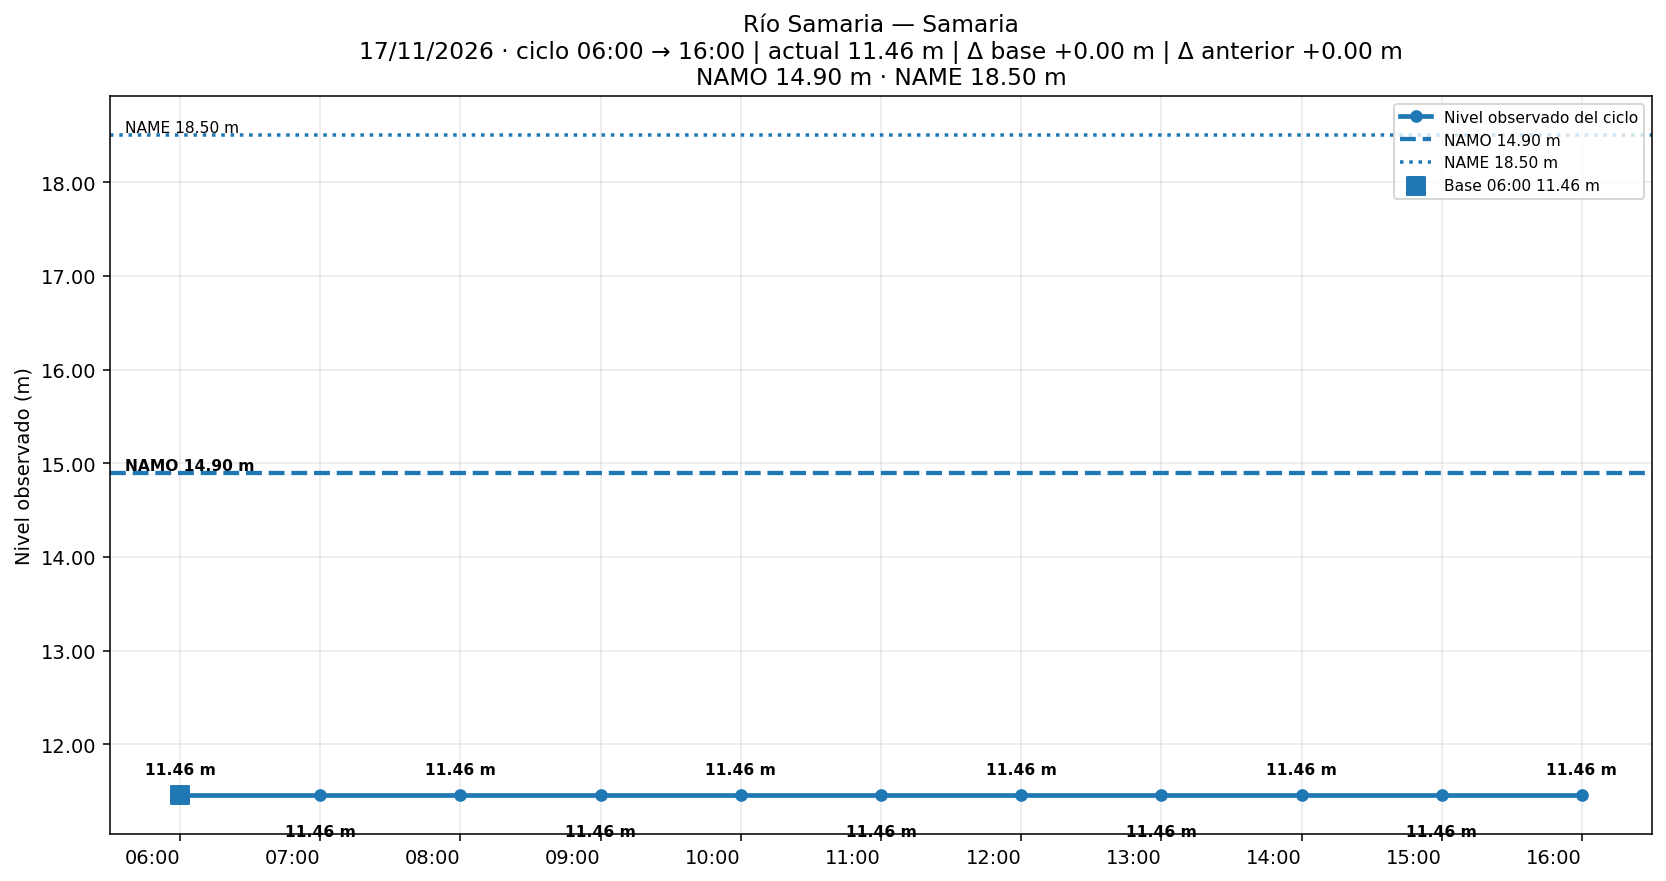 Río Samaria — Samaria
17/11/2026 · ciclo 06:00 → 16:00 | actual 11.46 m | Δ base +0.00 m | Δ anterior +0.00 m
NAMO 14.90 m · NAME 18.50 m
Nivel observado del ciclo
NAMO 14.90 m
NAME 18.50 m
Base 06:00 11.46 m
NAME 18.50 m
NAMO 14.90 m
Nivel observado (m)
18.00
17.00
16.00
15.00
14.00
13.00
12.00
11.46 m 11.46 m 11.46 m 11.46 m 11.46 m 11.46 m
11.46 m 11.46 m 11.46 m 11.46 m 11.46 m
06:00 07:00 08:00 09:00 10:00 11:00 12:00 13:00 14:00 15:00 16:00